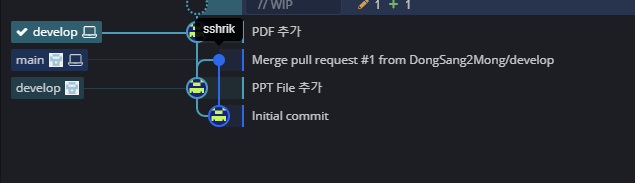 // WIP 1 + 1
develop PDF 추가
sshrik
main Merge pull request #1 from DongSang2Mong/develop
develop PPT File 추가
Initial commit